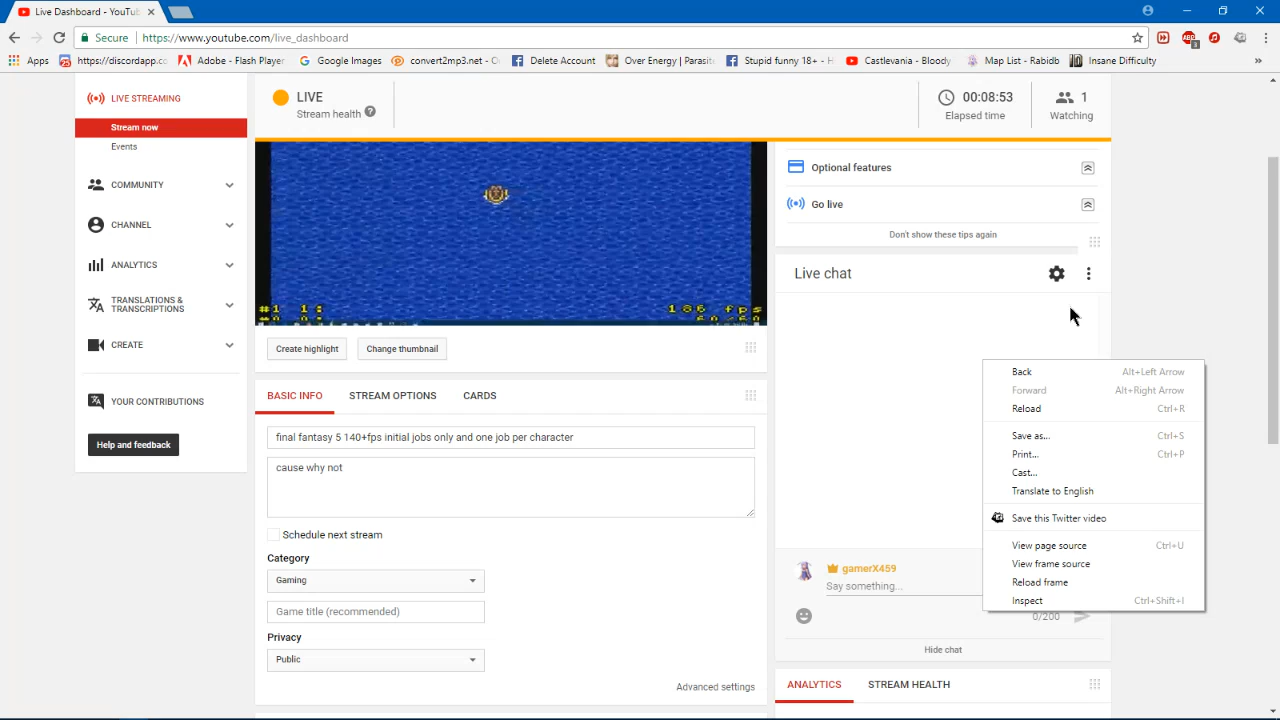 Live Dashboard - YouTub
Secure
https://www.youtube.com/live_dashboard
Apps
https://discordapp.c
Adobe - Flash Player
Google Images
convert2mp3.net - Or
Delete Account
Over Energy | Parasit
Stupid funny 18+ - H
Castlevania - Bloody
Map List - Rabidb
Insane Difficulty
LIVE STREAMING
Stream now
Events
COMMUNITY
CHANNEL
ANALYTICS
TRANSLATIONS &
TRANSCRIPTIONS
CREATE
YOUR CONTRIBUTIONS
Help and feedback
LIVE
Stream health
00:08:53
Elapsed time
1
Watching
#1 1:
186 fps
60/60
Create highlight
Change thumbnail
BASIC INFO
STREAM OPTIONS
CARDS
final fantasy 5 140+fps initial jobs only and one job per character
cause why not
Schedule next stream
Category
Gaming
Game title (recommended)
Privacy
Public
Advanced settings
Optional features
Go live
Don't show these tips again
Live chat
Back Alt+Left Arrow
Forward Alt+Right Arrow
Reload Ctrl+R
Save as... Ctrl+S
Print... Ctrl+P
Cast...
Translate to English
Save this Twitter video
View page source Ctrl+U
View frame source
Reload frame
Inspect Ctrl+Shift+I
gamerX459
Say something...
0/200
Hide chat
ANALYTICS
STREAM HEALTH